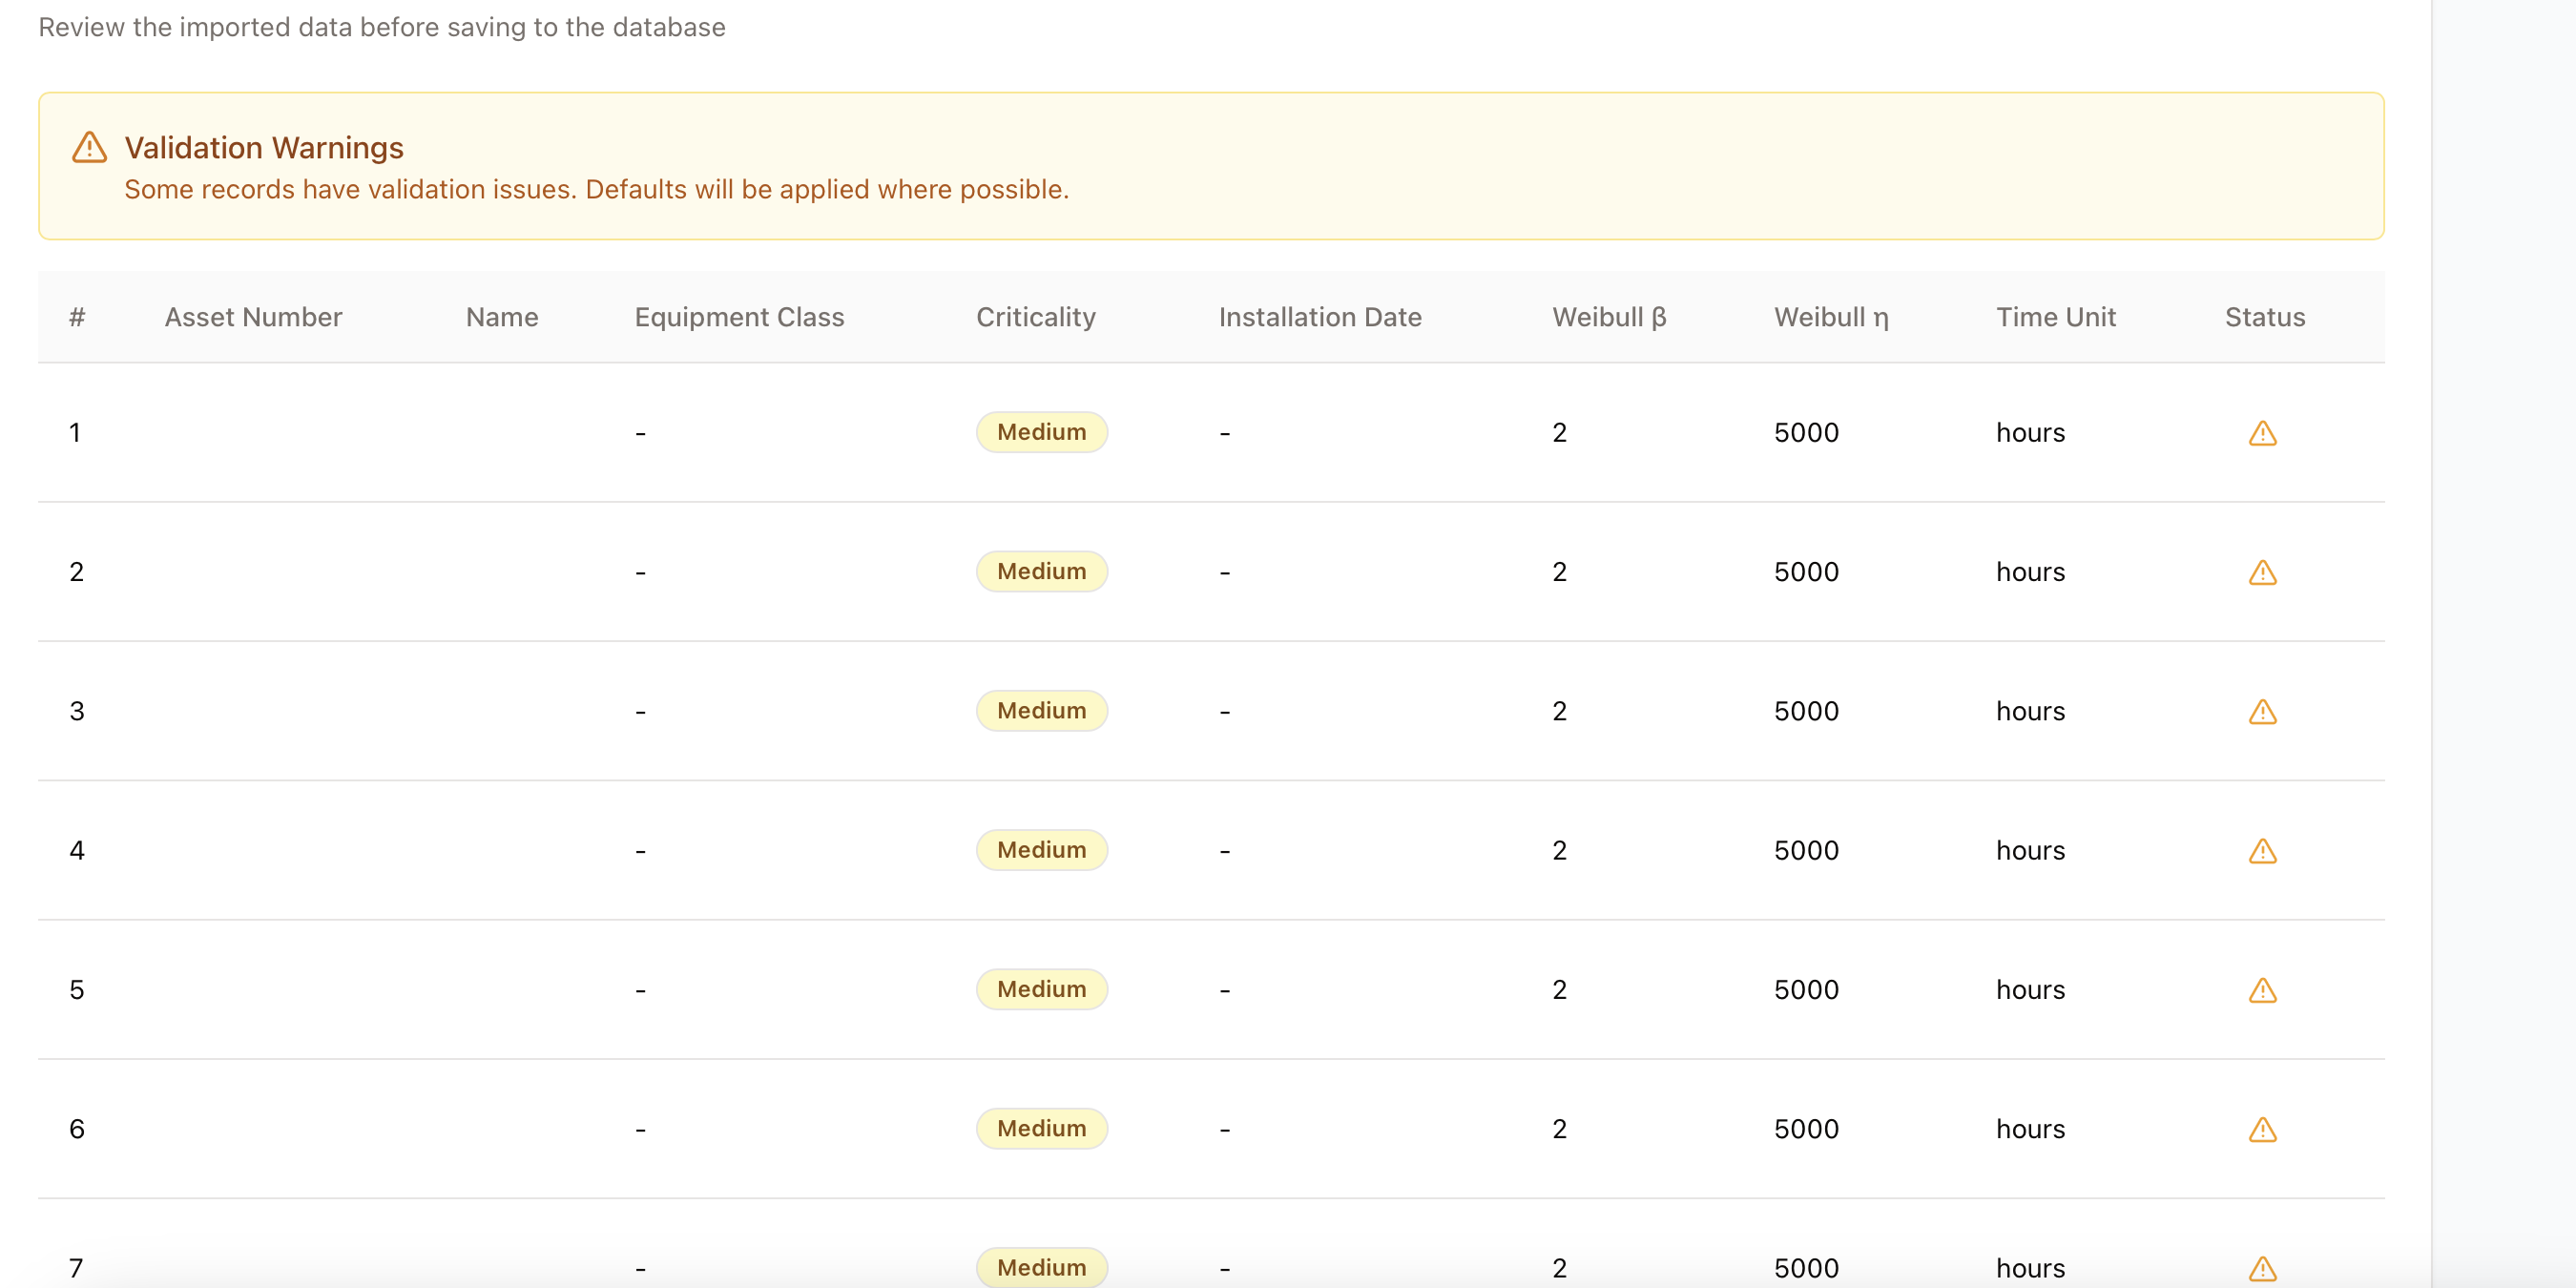 Review the imported data before saving to the database
Validation Warnings
Some records have validation issues. Defaults will be applied where possible.
# Asset Number Name Equipment Class Criticality Installation Date Weibull β Weibull η Time Unit Status
1 - Medium - 2 5000 hours
2 - Medium - 2 5000 hours
3 - Medium - 2 5000 hours
4 - Medium - 2 5000 hours
5 - Medium - 2 5000 hours
6 - Medium - 2 5000 hours
7 - Medium - 2 5000 hours